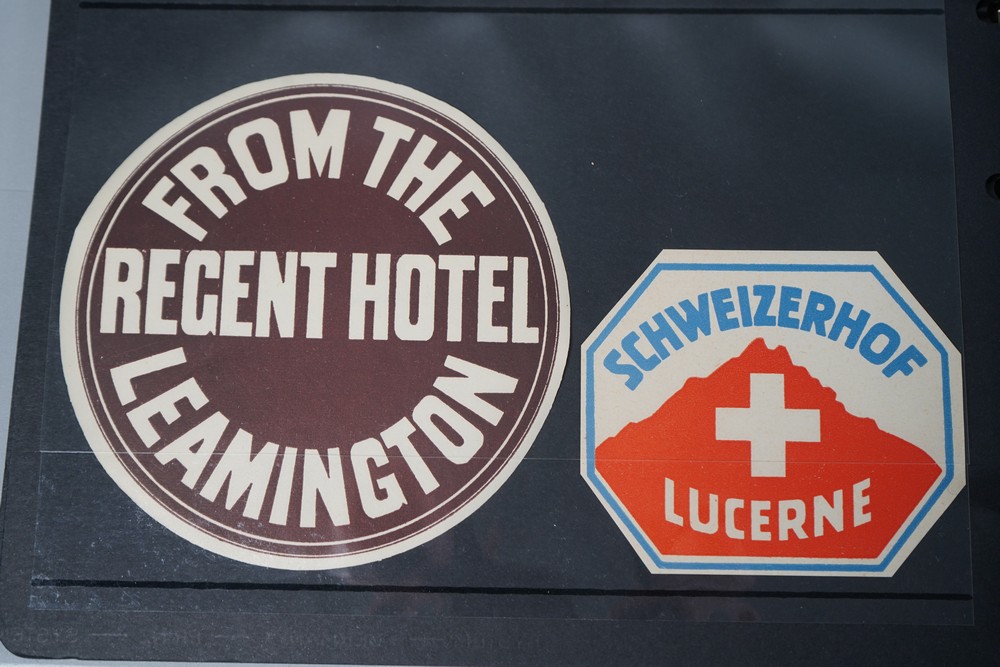 FROM THE
REGENT HOTEL
LEAMINGTON
SCHWEIZERHOF
LUCERNE